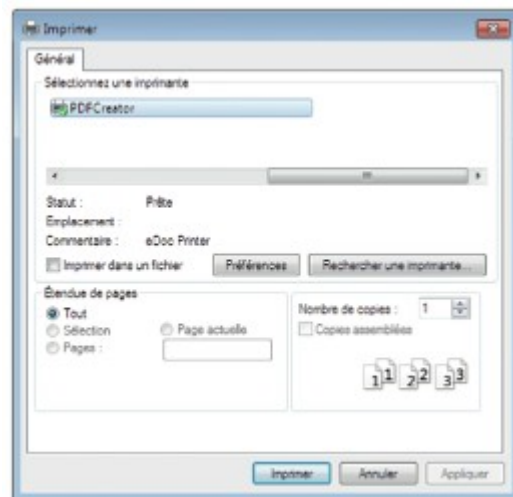 Imprimer
Général
Sélectionnez une imprimante
PDFCreator
Statut : Prête
Emplacement :
Commentaire : eDoc Printer
Imprimer dans un fichier Préférences Rechercher une imprimante...
Étendue de pages
Tout
Sélection Page actuelle
Pages :
Nombre de copies : 1
Copies assemblées
1 1 2 2 3 3
Imprimer Annuler Appliquer